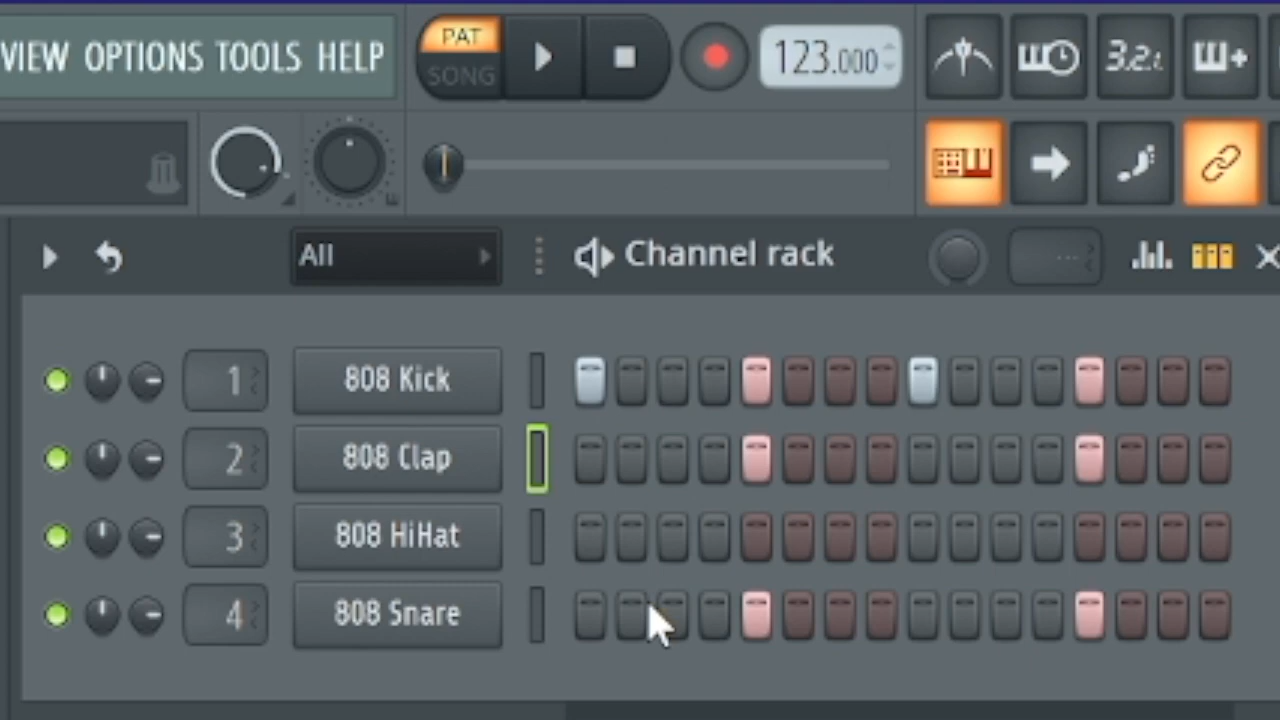 VIEW OPTIONS TOOLS HELP
PAT
SONG
123.000
3.2.
All
Channel rack
---
1 808 Kick
2 808 Clap
3 808 HiHat
4 808 Snare